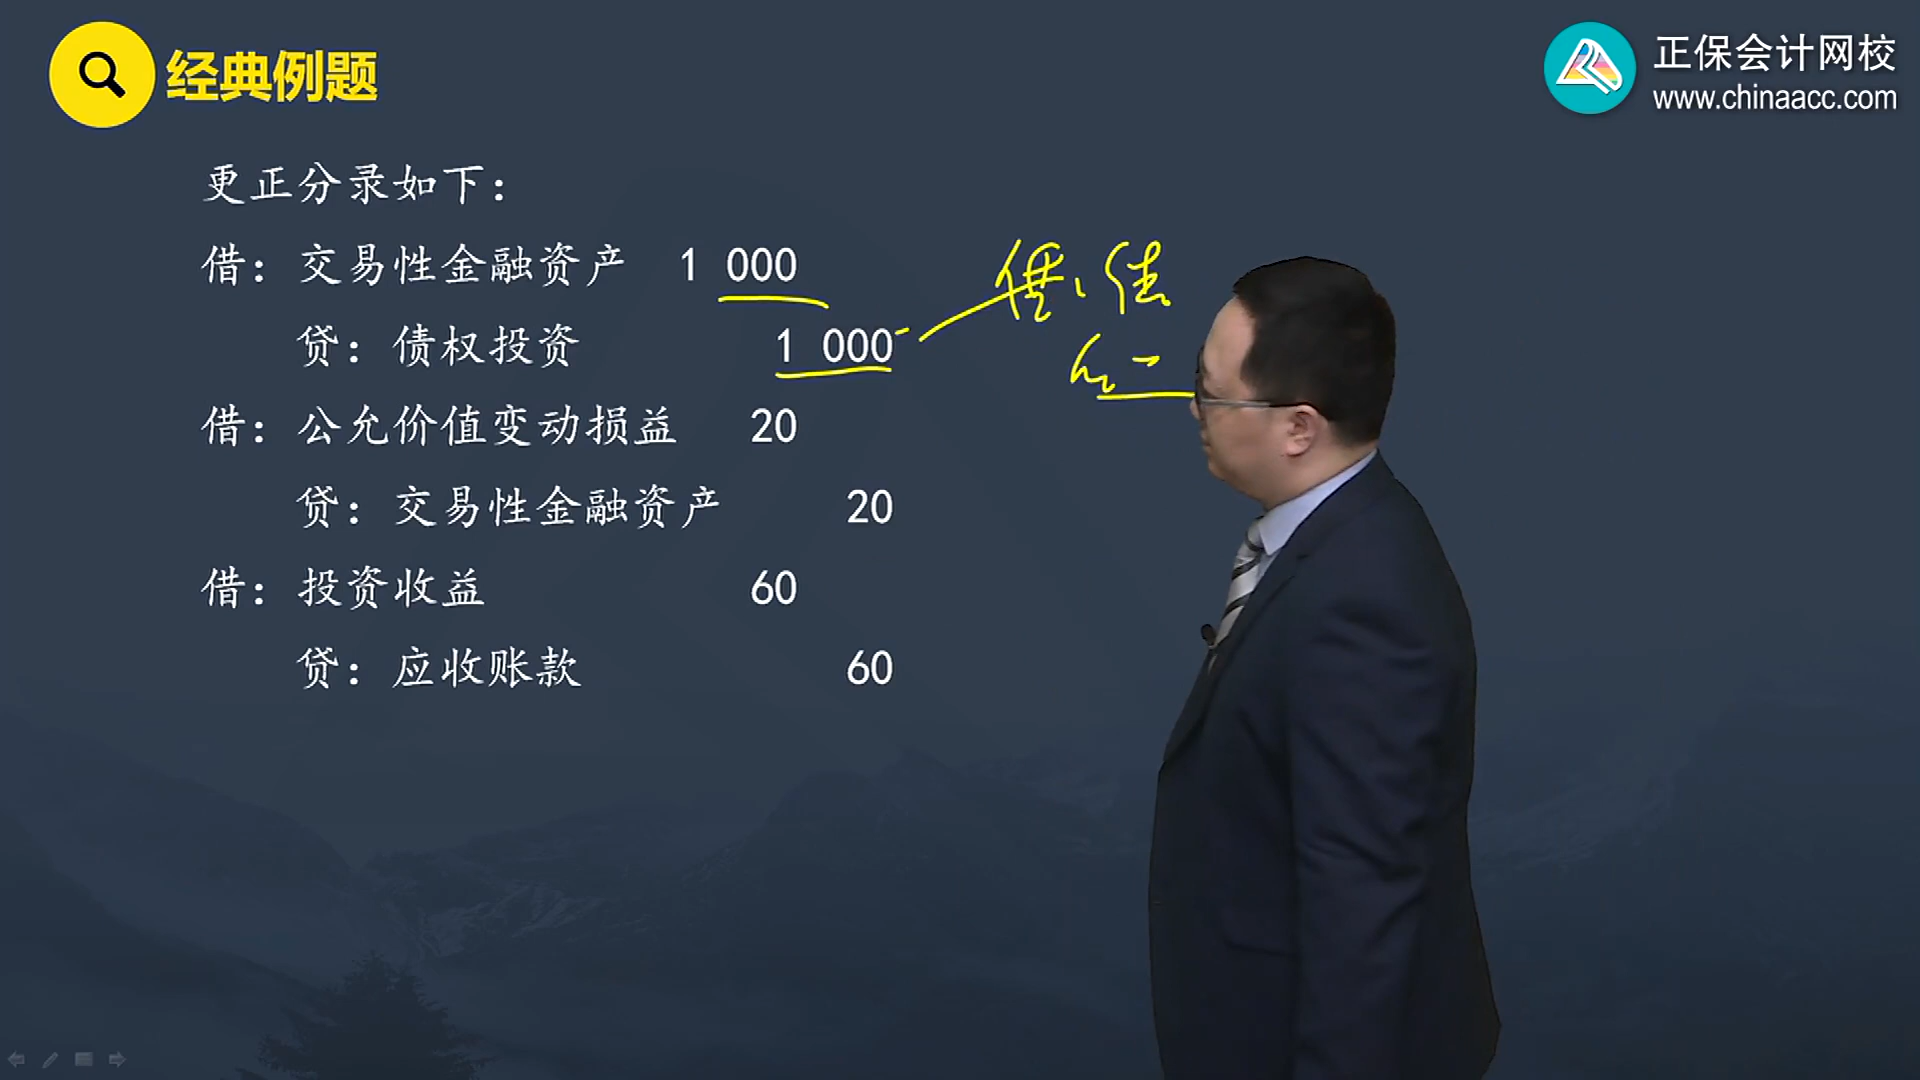 经典例题
正保会计网校
www.chinaacc.com
更正分录如下：
借：交易性金融资产 1 000
贷：债权投资 1 000
借：公允价值变动损益 20
贷：交易性金融资产 20
借：投资收益 60
贷：应收账款 60
借：债